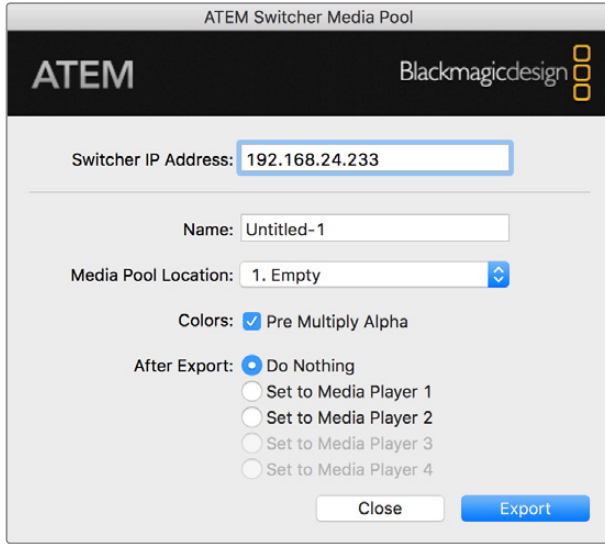 ATEM Switcher Media Pool
ATEM
Blackmagicdesign
Switcher IP Address: 192.168.24.233
Name: Untitled-1
Media Pool Location: 1. Empty
Colors: Pre Multiply Alpha
After Export: Do Nothing
Set to Media Player 1
Set to Media Player 2
Set to Media Player 3
Set to Media Player 4
Close Export